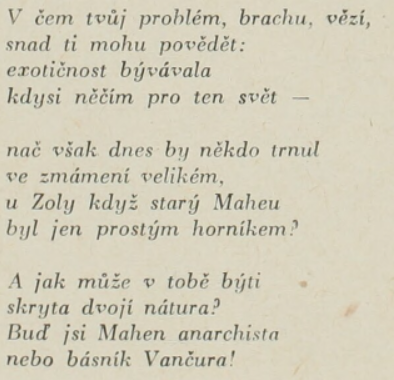 V čem tvůj problém, brachu, vězí,
snad ti mohu povědět:
exotičnost bývávala
kdysi něčím pro ten svět —
nač však dnes by někdo trnul
ve zmámení velikém,
u Zoly když starý Maheu
byl jen prostým horníkem?
A jak může v tobě býti
skryta dvojí nátura?
Buď jsi Mahen anarchista
nebo básník Vančura!